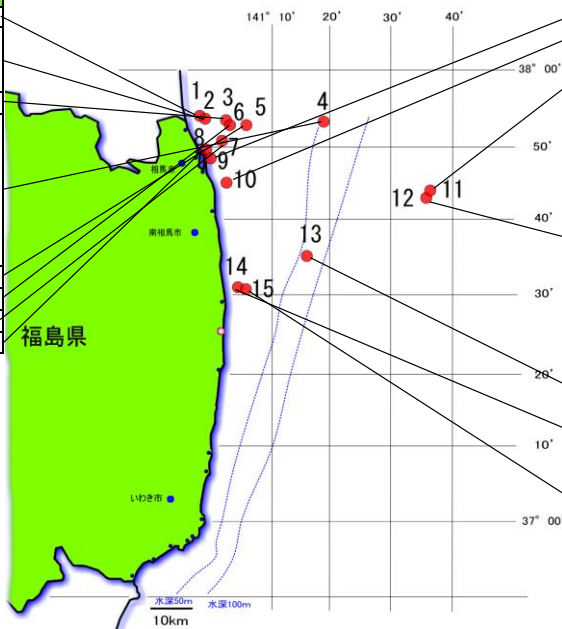 141° 10′ 20′ 30′ 40′
38° 00′
1 2 3 6 5 4
8 7 50′
相馬市 9
10 12 11
南相馬市 40′
13
14 15 30′
福島県
20′
10′
いわき市
37° 00′
水深50m 水深100m
10km